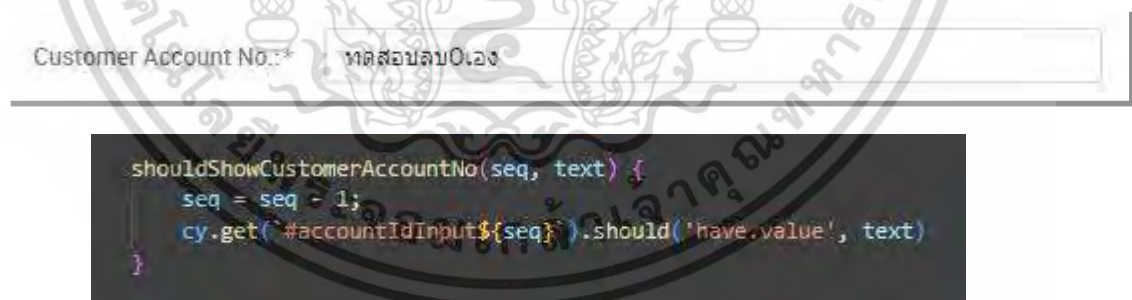 Customer Account No.:* ทดสอบลบ0เอง
shouldShowCustomerAccountNo(seq, text) {
seq = seq - 1;
cy.get(`#accountIdInput${seq}`).should('have.value', text)
}